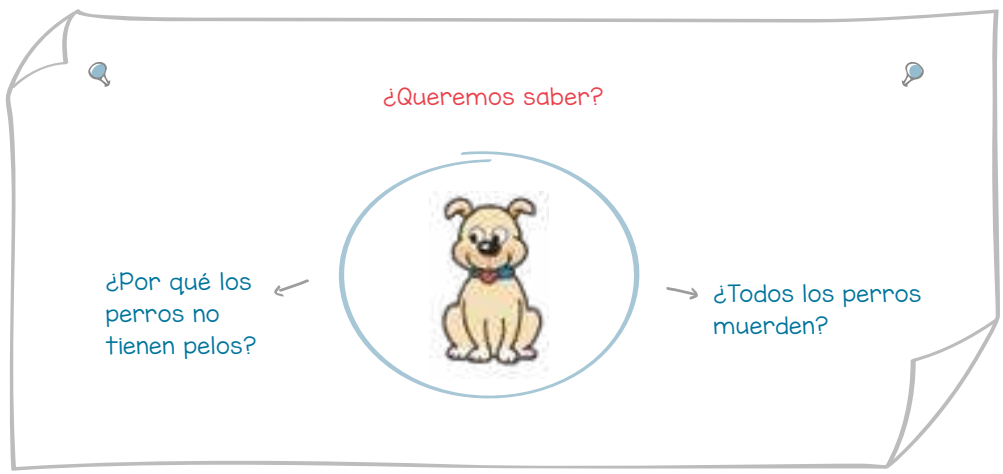 ¿Queremos saber?
¿Por qué los
perros no
tienen pelos?
¿Todos los perros
muerden?